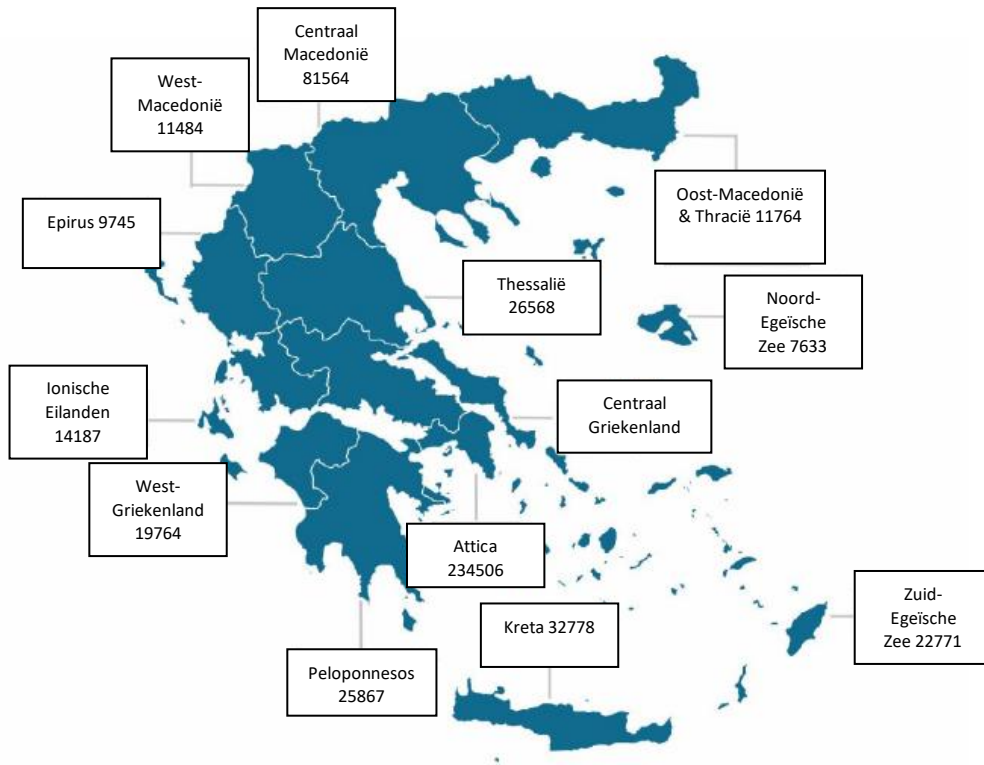 Centraal
Macedonië
81564
West-
Macedonië
11484
Oost-Macedonië
& Thracië 11764
Epirus 9745
Thessalië
26568
Noord-
Egeïsche
Zee 7633
Ionische
Eilanden
14187
Centraal
Griekenland
West-
Griekenland
19764
Attica
234506
Zuid-
Egeïsche
Zee 22771
Kreta 32778
Peloponnesos
25867